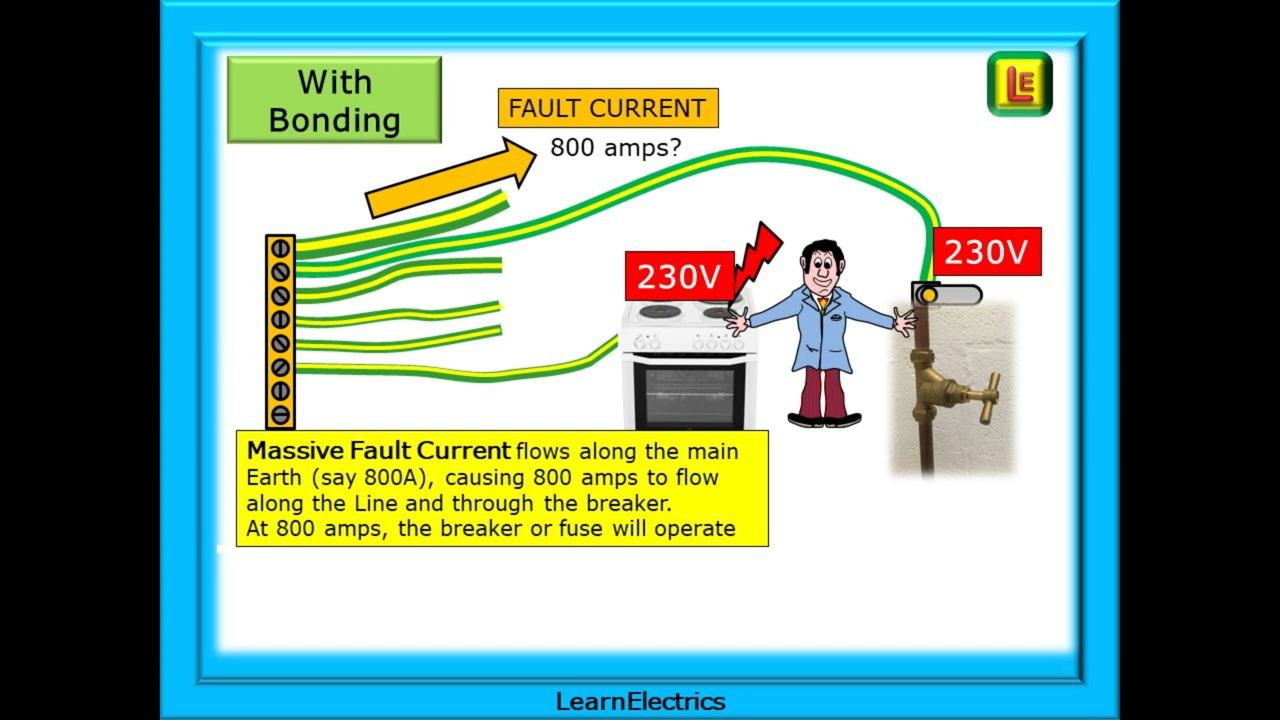 With
Bonding
FAULT CURRENT
800 amps?
LE
230V
230V
Massive Fault Current flows along the main
Earth (say 800A), causing 800 amps to flow
along the Line and through the breaker.
At 800 amps, the breaker or fuse will operate
LearnElectrics